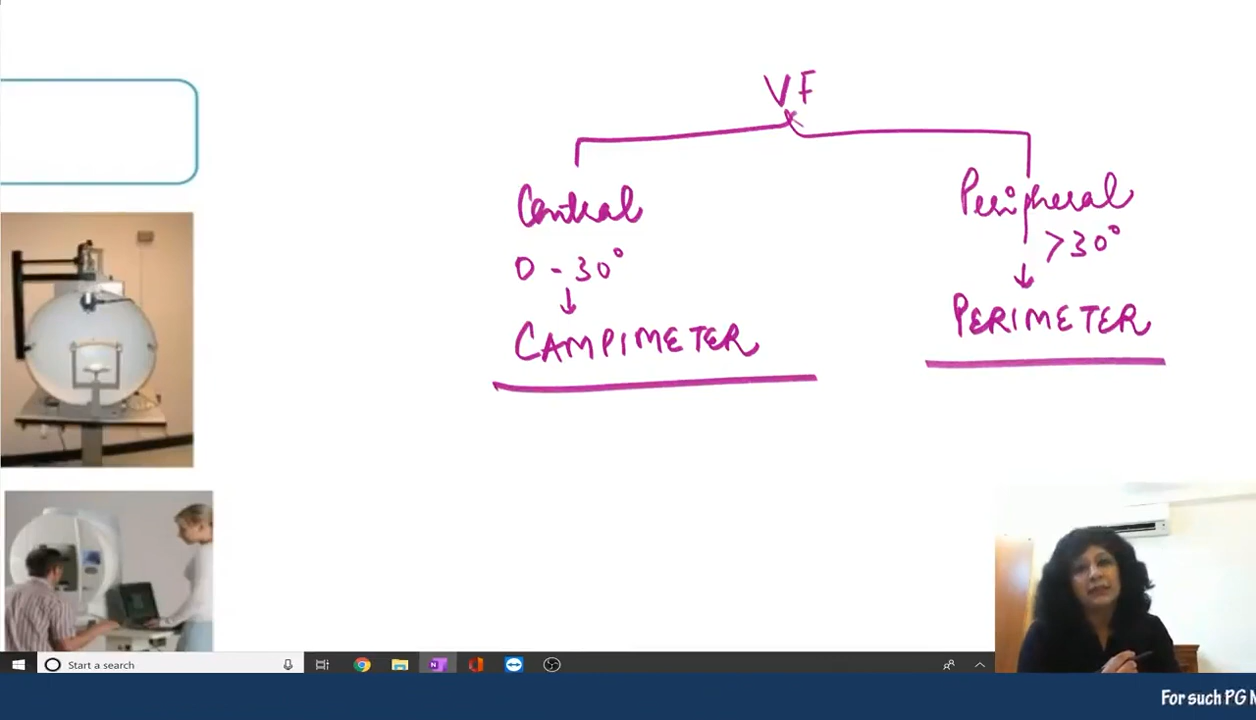 VF
Central
0 - 30°
CAMPIMETER
Peripheral
>30°
PERIMETER
Start a search
For such PG